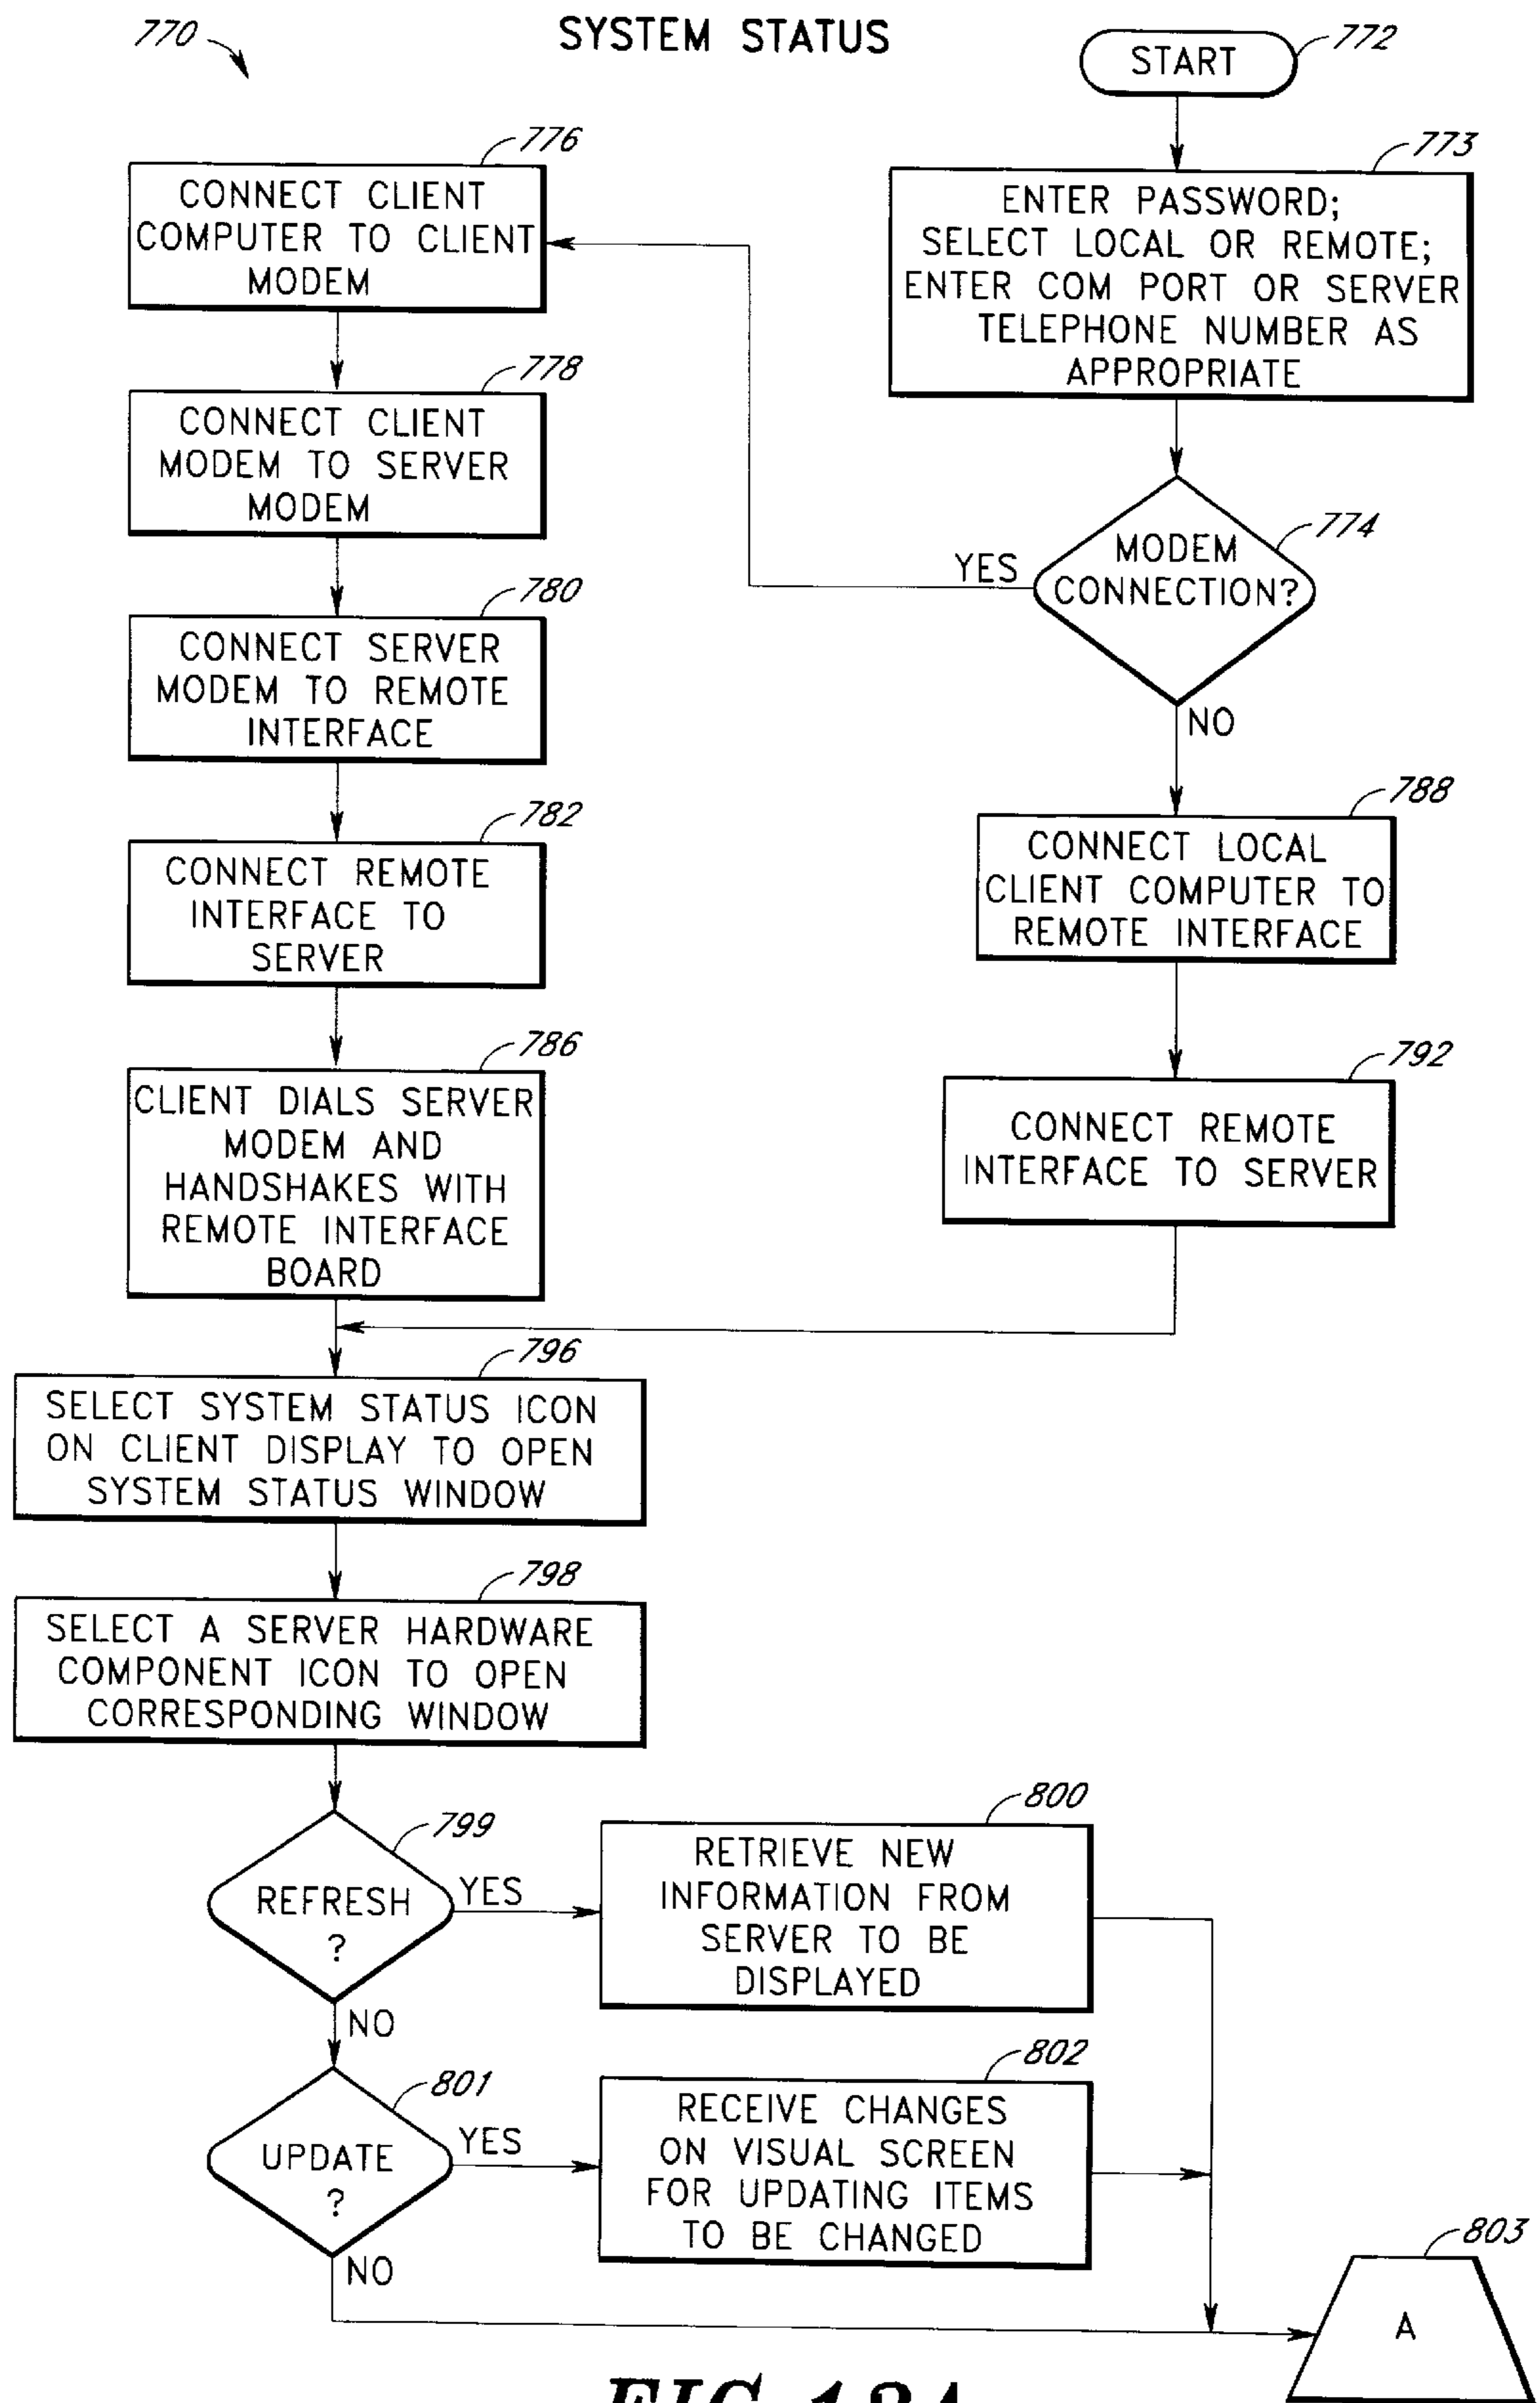 770
SYSTEM STATUS
START
772
773
ENTER PASSWORD;
SELECT LOCAL OR REMOTE;
ENTER COM PORT OR SERVER
TELEPHONE NUMBER AS
APPROPRIATE
774
MODEM
CONNECTION?
YES
NO
776
CONNECT CLIENT
COMPUTER TO CLIENT
MODEM
778
CONNECT CLIENT
MODEM TO SERVER
MODEM
780
CONNECT SERVER
MODEM TO REMOTE
INTERFACE
782
CONNECT REMOTE
INTERFACE TO
SERVER
786
CLIENT DIALS SERVER
MODEM AND
HANDSHAKES WITH
REMOTE INTERFACE
BOARD
788
CONNECT LOCAL
CLIENT COMPUTER TO
REMOTE INTERFACE
792
CONNECT REMOTE
INTERFACE TO SERVER
796
SELECT SYSTEM STATUS ICON
ON CLIENT DISPLAY TO OPEN
SYSTEM STATUS WINDOW
798
SELECT A SERVER HARDWARE
COMPONENT ICON TO OPEN
CORRESPONDING WINDOW
799
REFRESH
?
YES
NO
800
RETRIEVE NEW
INFORMATION FROM
SERVER TO BE
DISPLAYED
801
UPDATE
?
YES
NO
802
RECEIVE CHANGES
ON VISUAL SCREEN
FOR UPDATING ITEMS
TO BE CHANGED
803
A